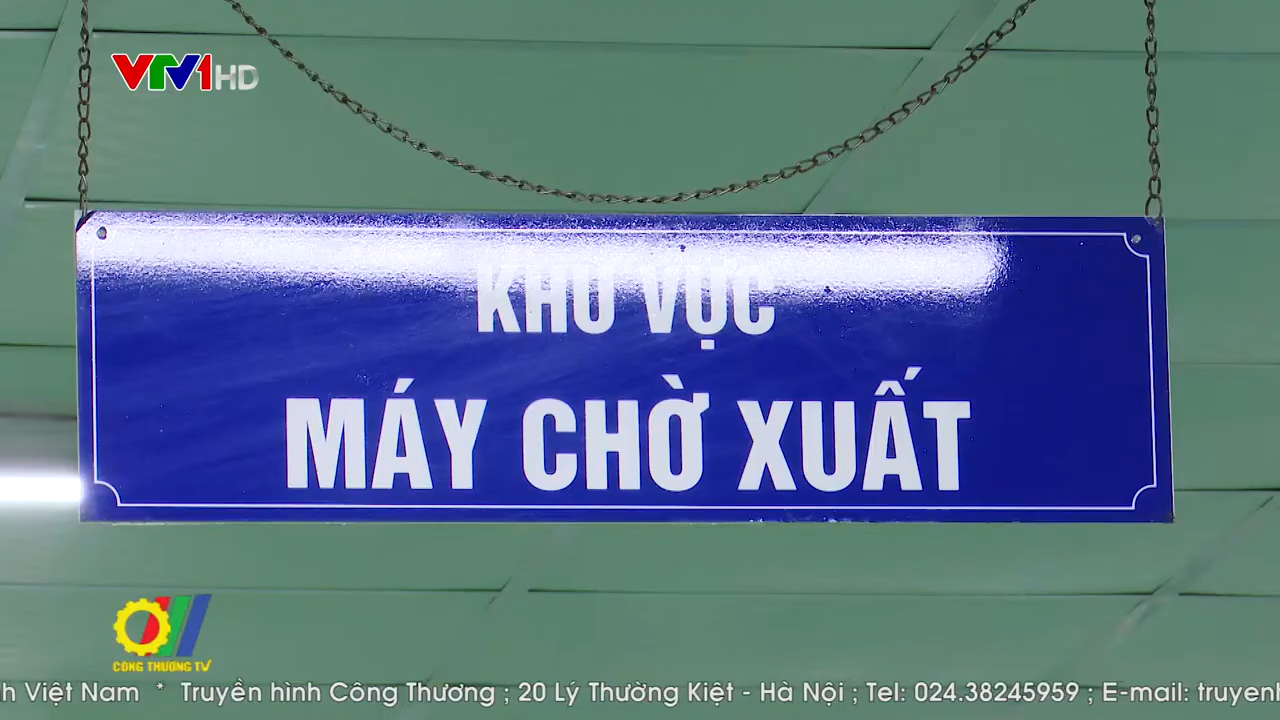 VTV1 HD
KHU VỰC
MÁY CHỜ XUẤT
CÔNG THƯƠNG TV
h Việt Nam * Truyền hình Công Thương ; 20 Lý Thường Kiệt - Hà Nội ; Tel: 024.38245959 ; E-mail: truyenh